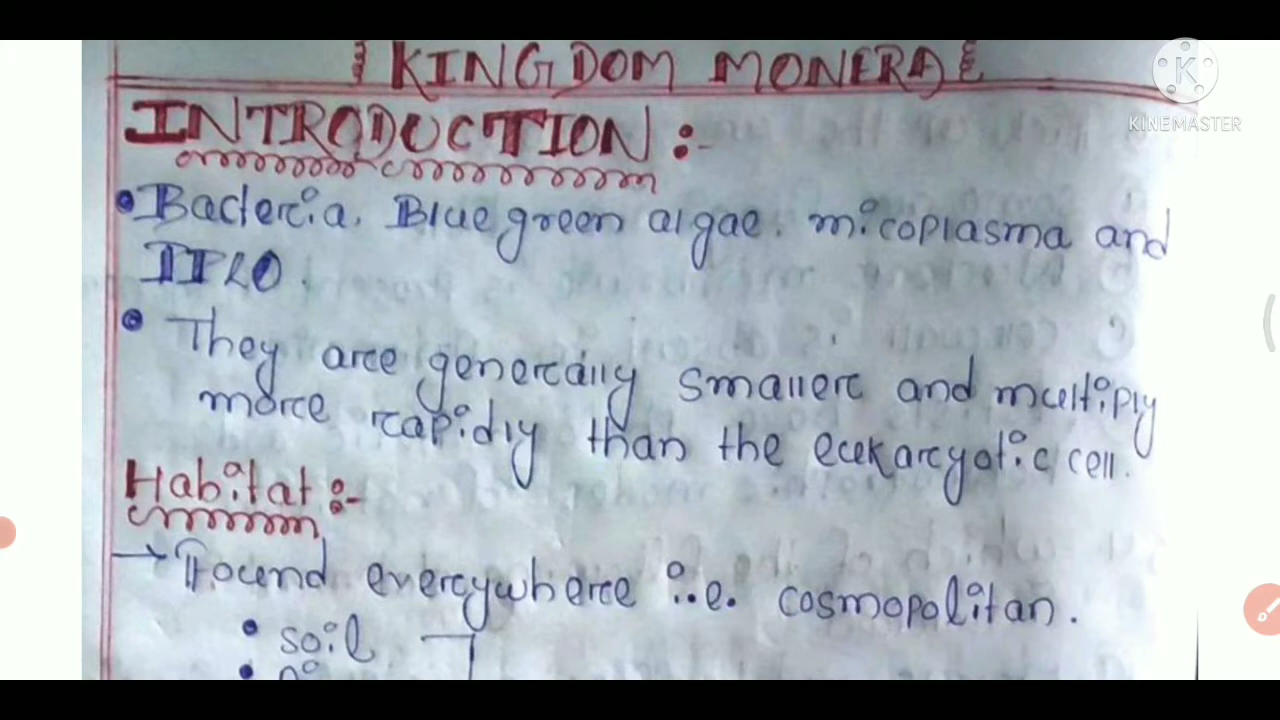 KINGDOM MONERA
KINEMASTER
INTRODUCTION :-
• Bacteria, Blue green algae, micoplasma and
PPLO.
• They are generally smaller and multiply
more rapidly than the eukaryotic cell.
Habitat :-
→ Found everywhere i.e. cosmopolitan.
• soil